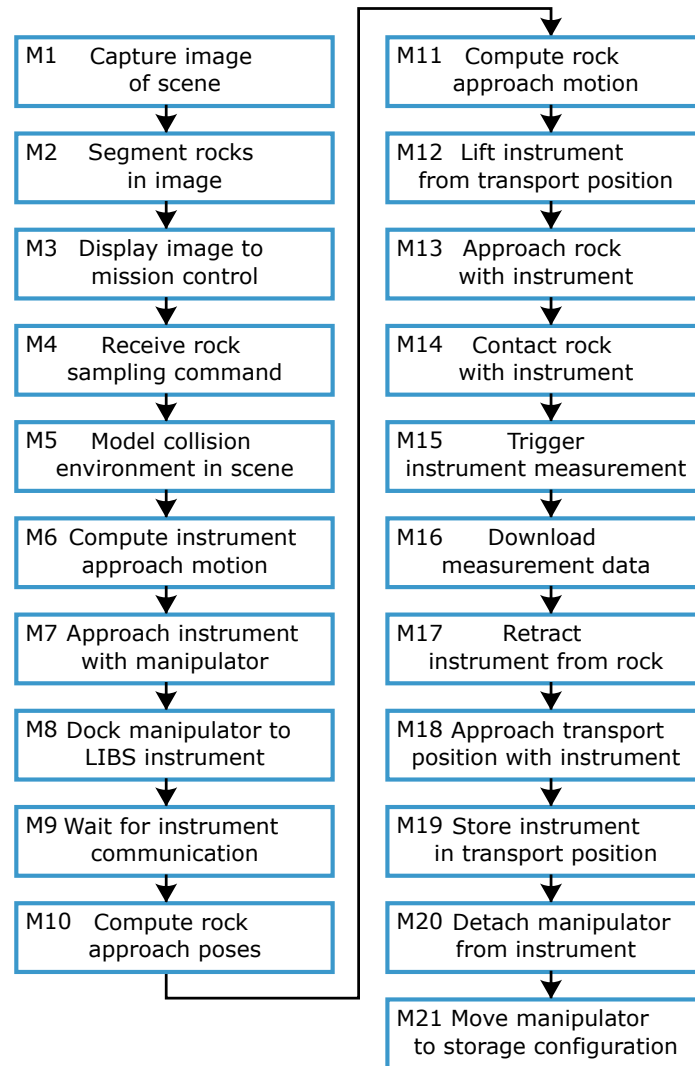 M1 Capture image
of scene
M2 Segment rocks
in image
M3 Display image to
mission control
M4 Receive rock
sampling command
M5 Model collision
environment in scene
M6 Compute instrument
approach motion
M7 Approach instrument
with manipulator
M8 Dock manipulator to
LIBS instrument
M9 Wait for instrument
communication
M10 Compute rock
approach poses
M11 Compute rock
approach motion
M12 Lift instrument
from transport position
M13 Approach rock
with instrument
M14 Contact rock
with instrument
M15 Trigger
instrument measurement
M16 Download
measurement data
M17 Retract
instrument from rock
M18 Approach transport
position with instrument
M19 Store instrument
in transport position
M20 Detach manipulator
from instrument
M21 Move manipulator
to storage configuration